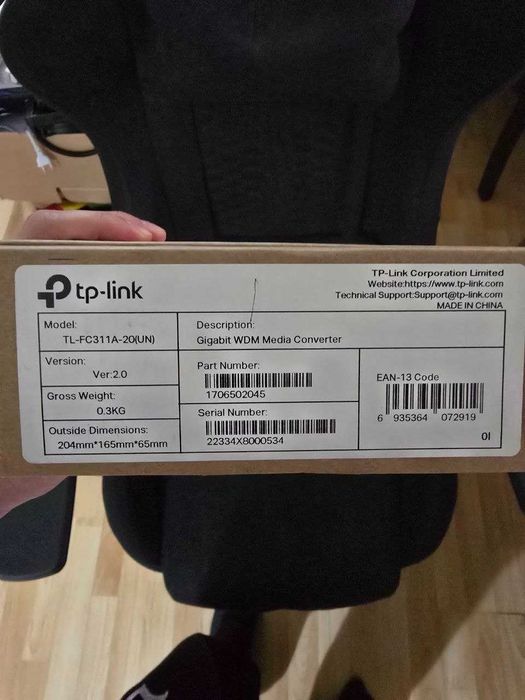 tp-link
TP-Link Corporation Limited
Website:https://www.tp-link.com
Technical Support:Support@tp-link.com
MADE IN CHINA
Model:
TL-FC311A-20(UN)
Description:
Gigabit WDM Media Converter
Version:
Ver:2.0
Part Number:
1706502045
Gross Weight:
0.3KG
Serial Number:
22334X8000534
Outside Dimensions:
204mm*165mm*65mm
EAN-13 Code
6 935364 072919
0I